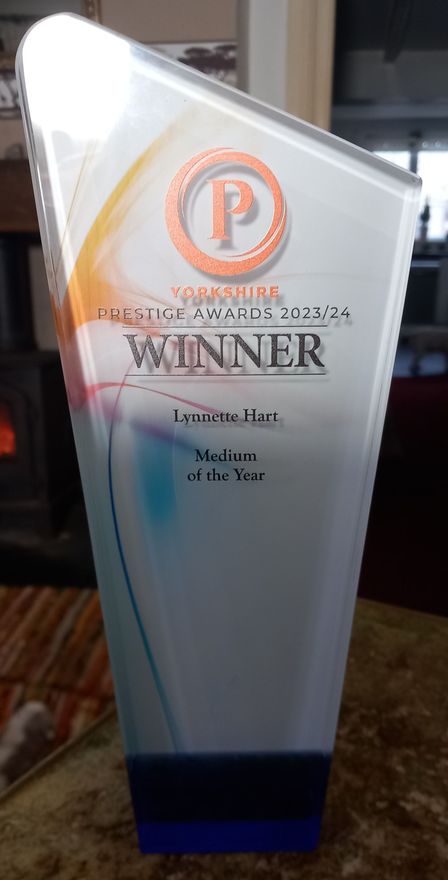 P
YORKSHIRE
PRESTIGE AWARDS 2023/24
WINNER
Lynnette Hart
Medium
of the Year